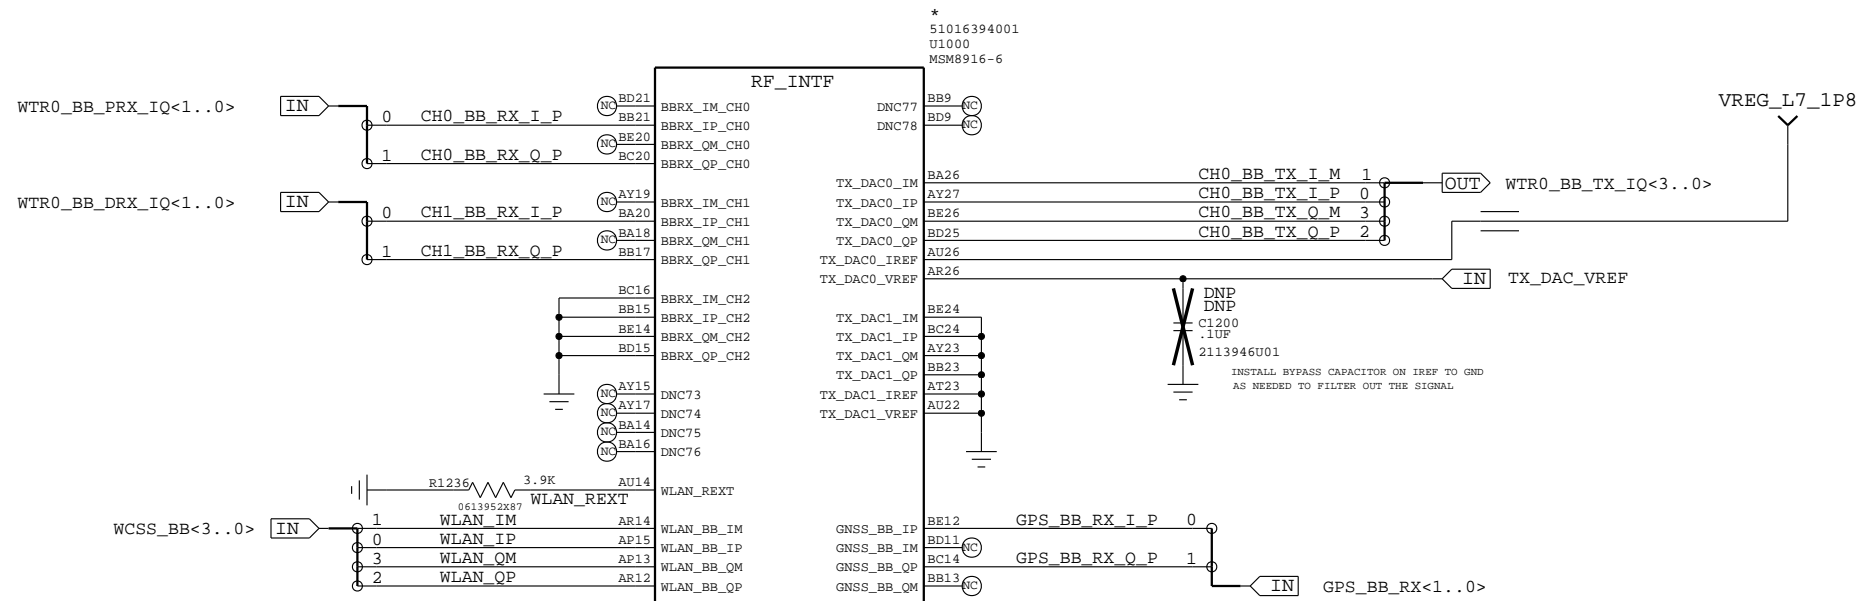 *
51016394001
U1000
MSM8916-6
RF_INTF
VREG_L7_1P8
WTR0_BB_PRX_IQ<1..0> IN
NC BD21 BBRX_IM_CH0
0 CH0_BB_RX_I_P BB21 BBRX_IP_CH0
NC BE20 BBRX_QM_CH0
1 CH0_BB_RX_Q_P BC20 BBRX_QP_CH0
WTR0_BB_DRX_IQ<1..0> IN
NC AY19 BBRX_IM_CH1
0 CH1_BB_RX_I_P BA20 BBRX_IP_CH1
NC BA18 BBRX_QM_CH1
1 CH1_BB_RX_Q_P BB17 BBRX_QP_CH1
BC16 BBRX_IM_CH2
BB15 BBRX_IP_CH2
BE14 BBRX_QM_CH2
BD15 BBRX_QP_CH2
NC AY15 DNC73
NC AY17 DNC74
NC BA14 DNC75
NC BA16 DNC76
R1236 3.9K AU14 WLAN_REXT
0613952X87 WLAN_REXT
WCSS_BB<3..0> IN
1 WLAN_IM AR14 WLAN_BB_IM
0 WLAN_IP AP15 WLAN_BB_IP
3 WLAN_QM AP13 WLAN_BB_QM
2 WLAN_QP AR12 WLAN_BB_QP
DNC77 BB9 NC
DNC78 BD9 NC
TX_DAC0_IM BA26 CH0_BB_TX_I_M 1 OUT WTR0_BB_TX_IQ<3..0>
TX_DAC0_IP AY27 CH0_BB_TX_I_P 0
TX_DAC0_QM BE26 CH0_BB_TX_Q_M 3
TX_DAC0_QP BD25 CH0_BB_TX_Q_P 2
TX_DAC0_IREF AU26
TX_DAC0_VREF AR26 IN TX_DAC_VREF
DNP
DNP
C1200
.1UF
2113946U01
INSTALL BYPASS CAPACITOR ON IREF TO GND
AS NEEDED TO FILTER OUT THE SIGNAL
TX_DAC1_IM BE24
TX_DAC1_IP BC24
TX_DAC1_QM AY23
TX_DAC1_QP BB23
TX_DAC1_IREF AT23
TX_DAC1_VREF AU22
GNSS_BB_IP BE12 GPS_BB_RX_I_P 0
GNSS_BB_IM BD11 NC
GNSS_BB_QP BC14 GPS_BB_RX_Q_P 1
GNSS_BB_QM BB13 NC
IN GPS_BB_RX<1..0>